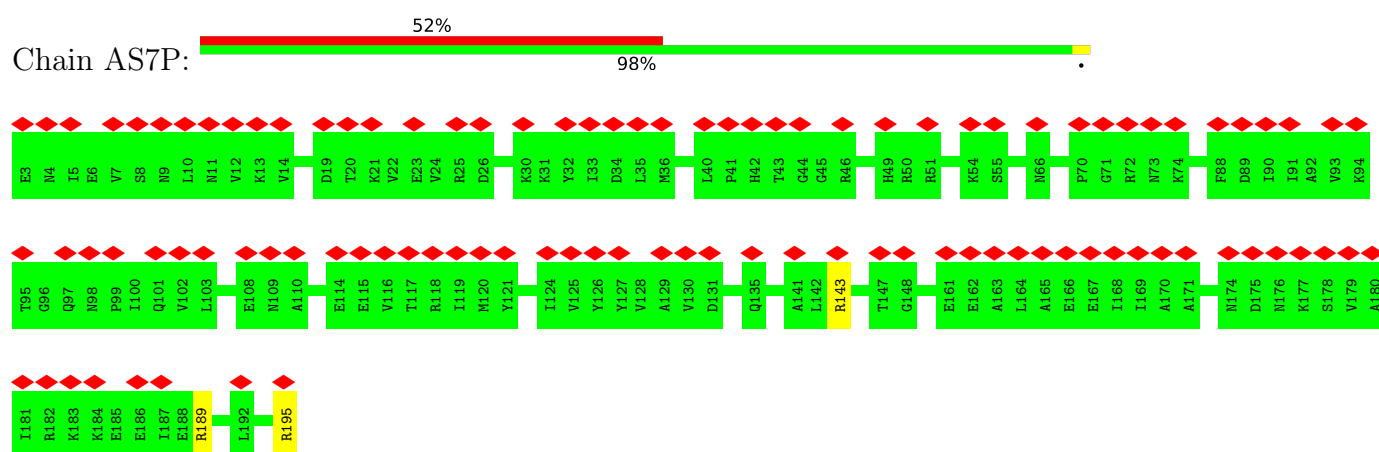 52%
Chain AS7P:
98% •
E3 N4 I5 E6 V7 S8 N9 L10 N11 V12 K13 V14 D19 T20 K21 V22 E23 V24 R25 D26 K30 K31 Y32 I33 D34 L35 M36 L40 P41 H42 T43 G44 G45 R46 H49 R50 R51 K54 S55 N66 P70 G71 R72 N73 K74 F88 D89 I90 I91 A92 V93 K94
T95 G96 Q97 N98 P99 I100 Q101 V102 L103 E108 N109 A110 E114 E115 V116 T117 R118 I119 M120 Y121 I124 V125 Y126 Y127 V128 A129 V130 D131 Q135 A141 L142 R143 T147 G148 E161 E162 A163 L164 A165 E166 E167 I168 I169 A170 A171 N174 D175 N176 K177 S178 V179 A180
I181 R182 K183 K184 E185 E186 I187 E188 R189 L192 R195